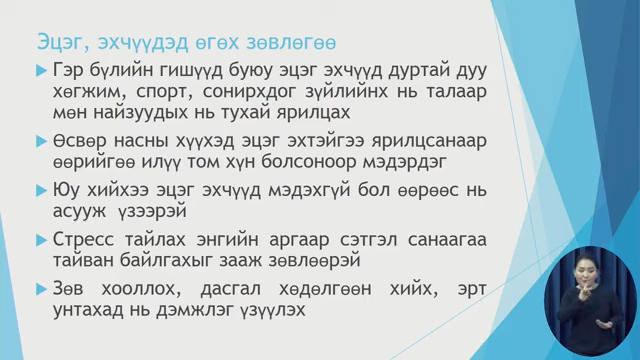 Эцэг, эхчүүдэд өгөх зөвлөгөө
Гэр бүлийн гишүүд буюу эцэг эхчүүд дуртай дуу
хөгжим, спорт, сонирхдог зүйлийнх нь талаар
мөн найзуудых нь тухай ярилцах
Өсвөр насны хүүхэд эцэг эхтэйгээ ярилцсанаар
өөрийгөө илүү том хүн болсоноор мэдэрдэг
Юу хийхээ эцэг эхчүүд мэдэхгүй бол өөрөөс нь
асууж үзээрэй
Стресс тайлах энгийн аргаар сэтгэл санаагаа
тайван байлгахыг зааж зөвлөөрэй
Зөв хооллох, дасгал хөдөлгөөн хийх, эрт
унтахад нь дэмжлэг үзүүлэх